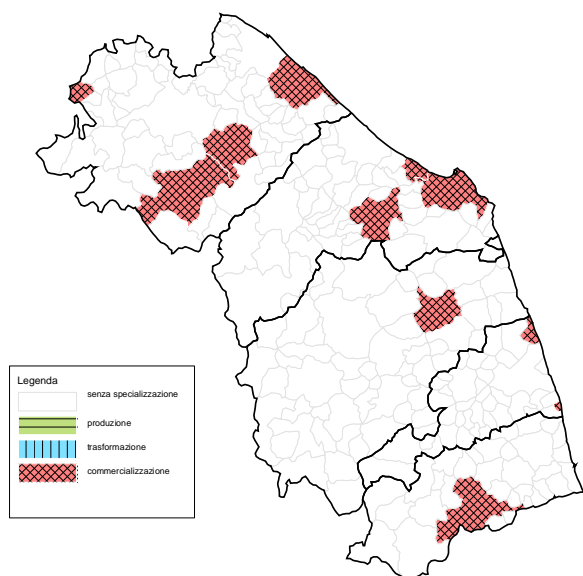 Legenda
senza specializzazione
produzione
trasformazione
commercializzazione